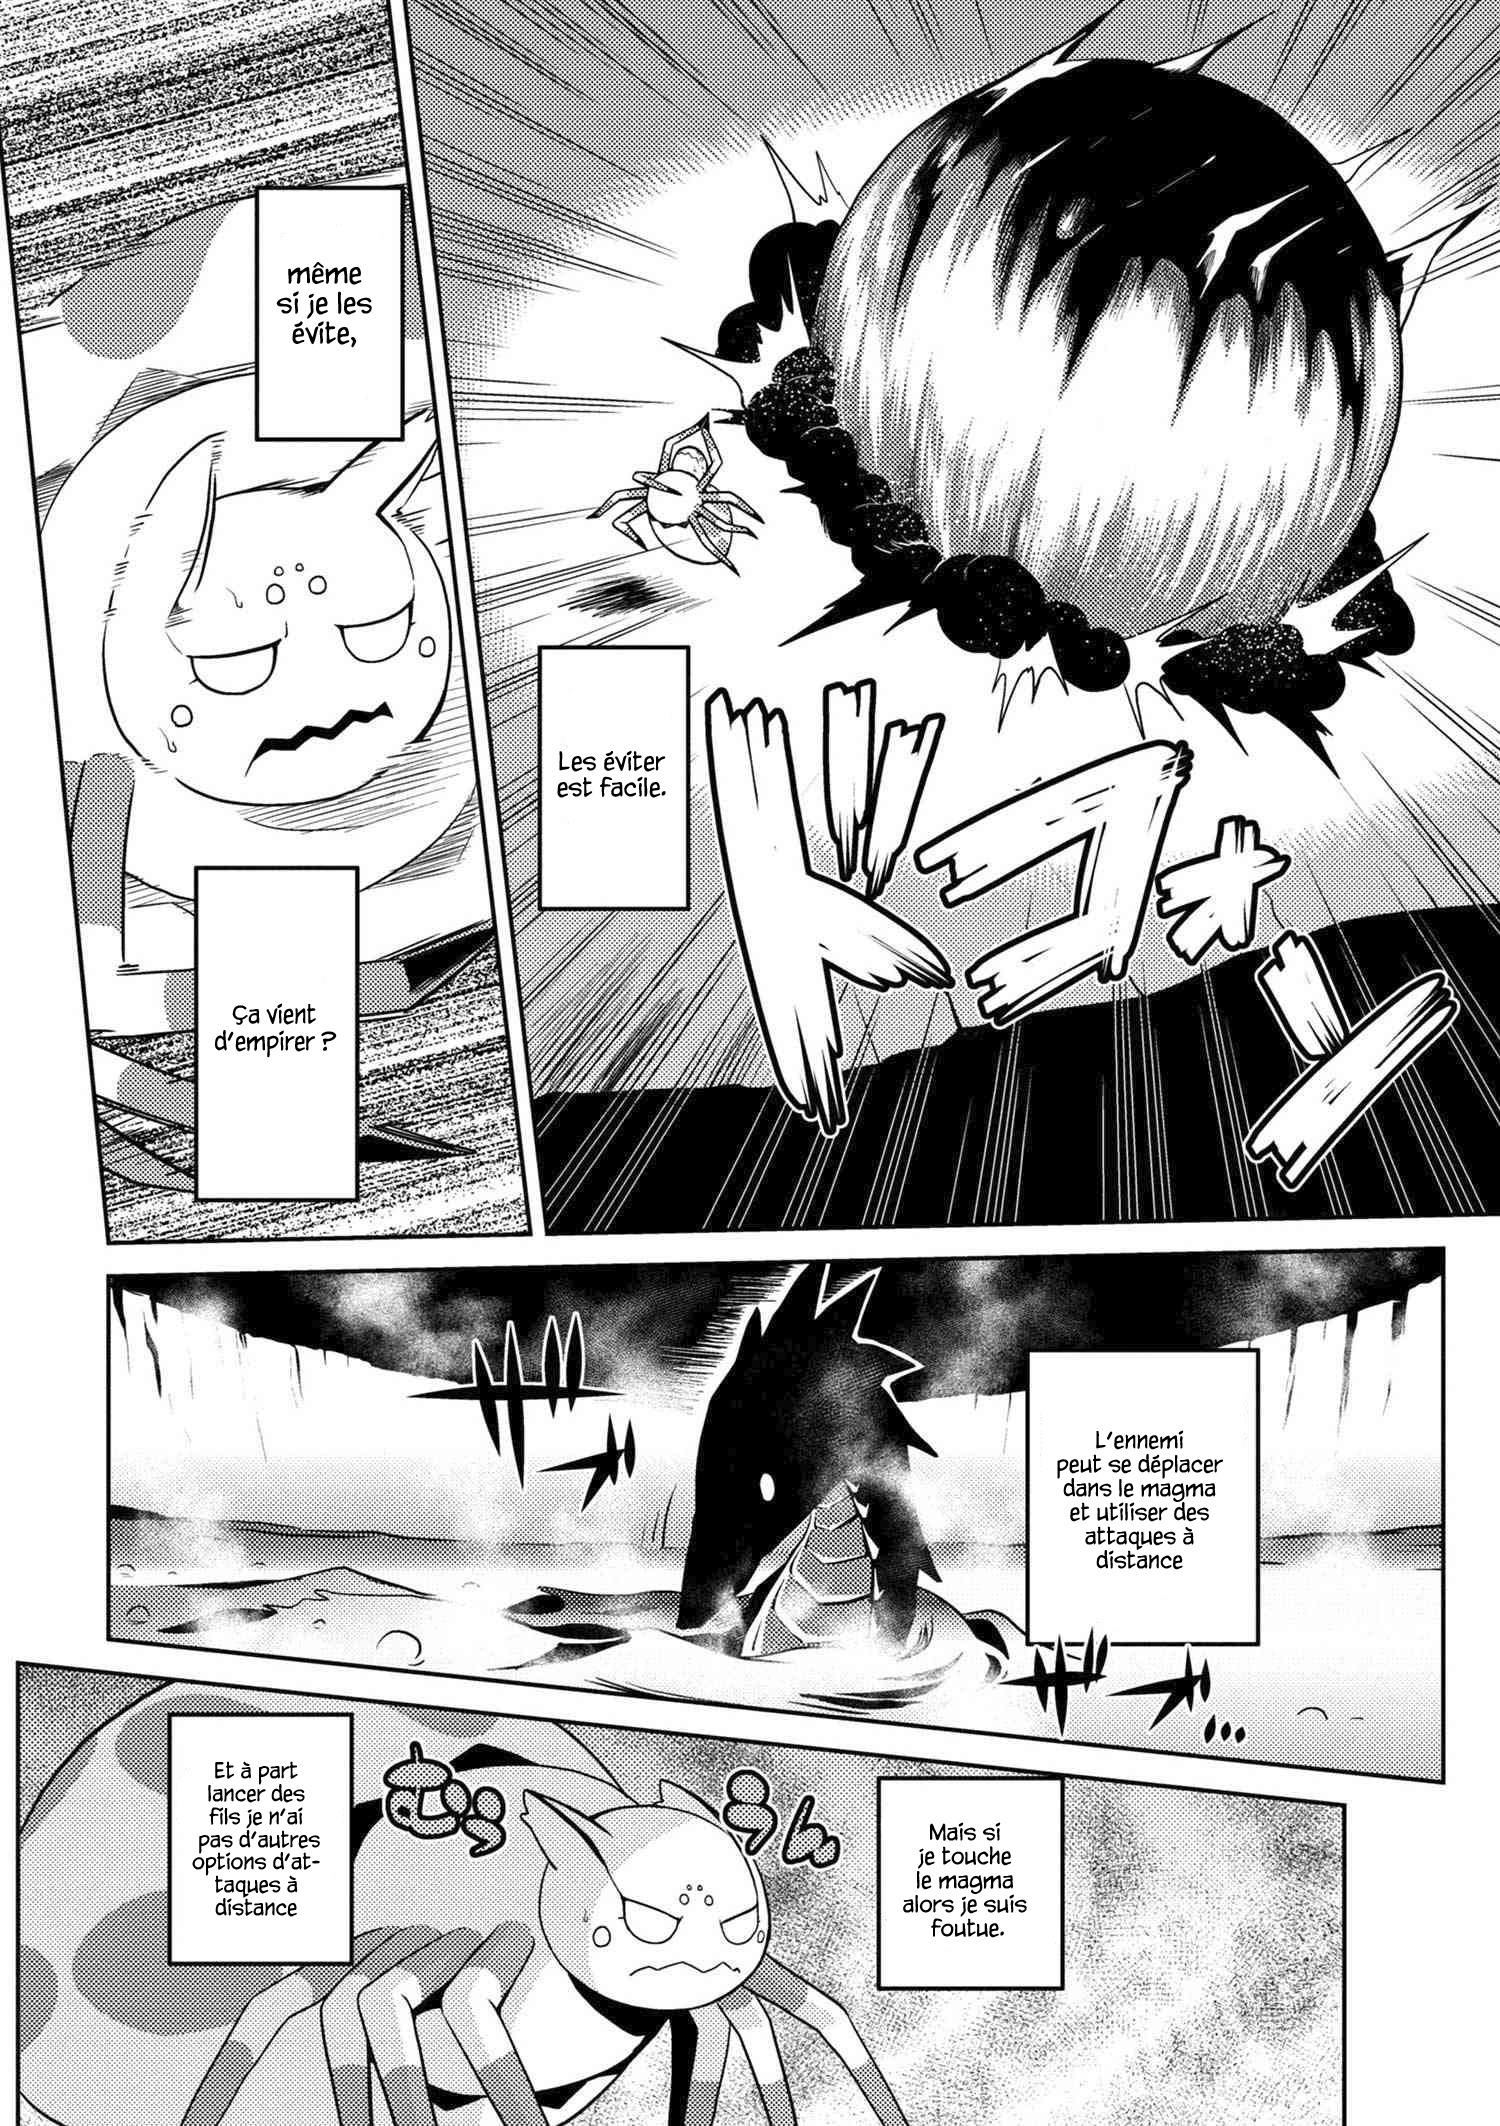 Les éviter
est facile.
ドゴォン
même
si je les
évite,
Ça vient
d'empirer ?
L'ennemi
peut se déplacer
dans le magma
et utiliser des
attaques à
distance
Mais si
je touche
le magma
alors je suis
foutue.
Et à part
lancer des
fils je n'ai
pas d'autres
options d'at-
taques à
distance